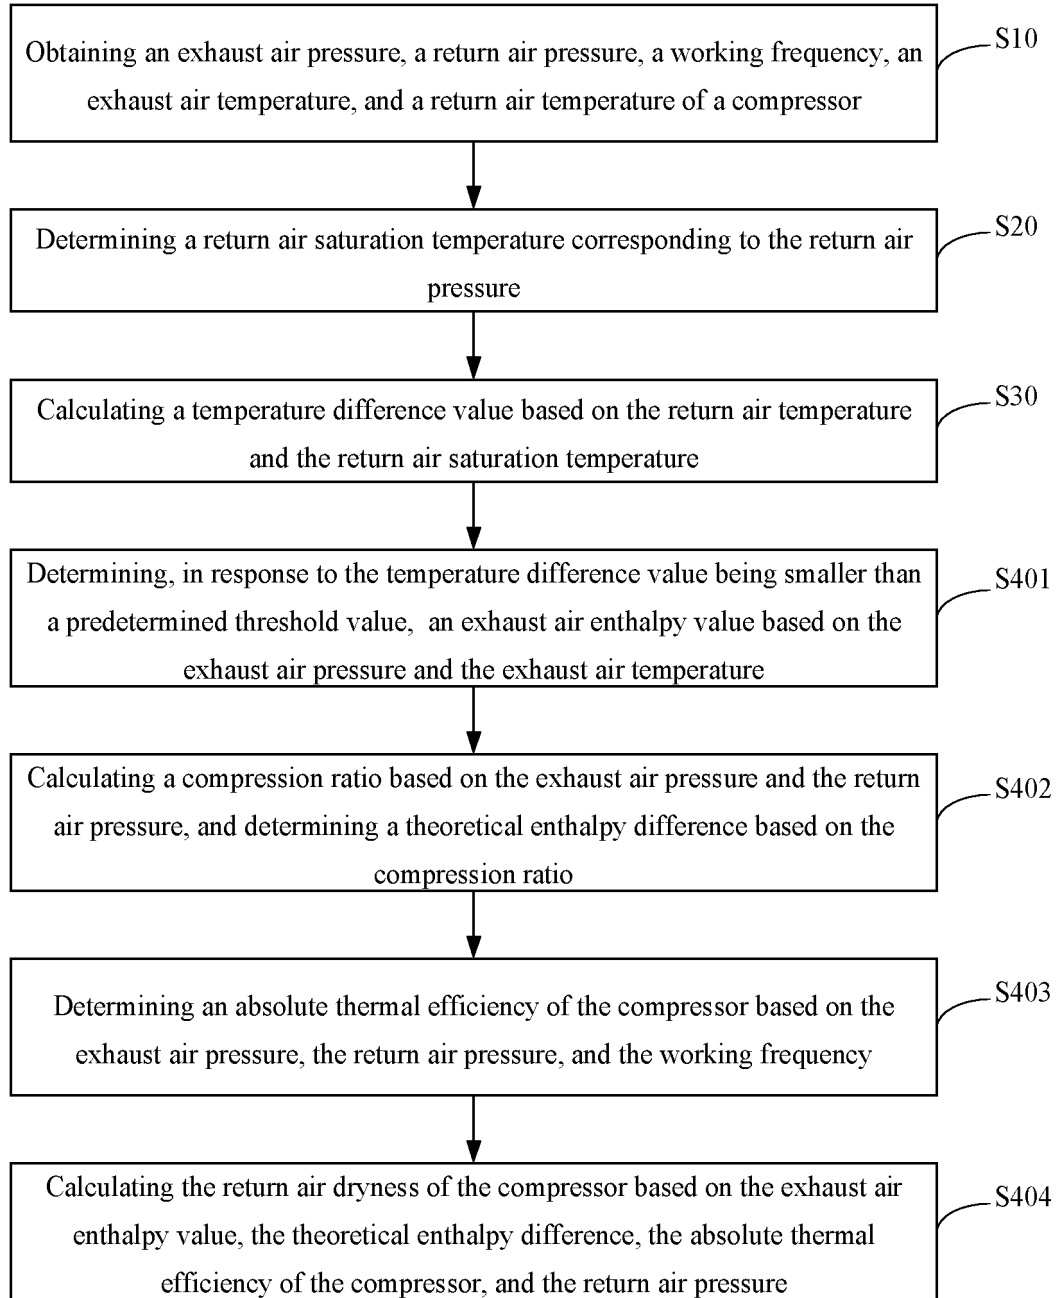 Obtaining an exhaust air pressure, a return air pressure, a working frequency, an
exhaust air temperature, and a return air temperature of a compressor
S10
Determining a return air saturation temperature corresponding to the return air
pressure
S20
Calculating a temperature difference value based on the return air temperature
and the return air saturation temperature
S30
Determining, in response to the temperature difference value being smaller than
a predetermined threshold value, an exhaust air enthalpy value based on the
exhaust air pressure and the exhaust air temperature
S401
Calculating a compression ratio based on the exhaust air pressure and the return
air pressure, and determining a theoretical enthalpy difference based on the
compression ratio
S402
Determining an absolute thermal efficiency of the compressor based on the
exhaust air pressure, the return air pressure, and the working frequency
S403
Calculating the return air dryness of the compressor based on the exhaust air
enthalpy value, the theoretical enthalpy difference, the absolute thermal
efficiency of the compressor, and the return air pressure
S404